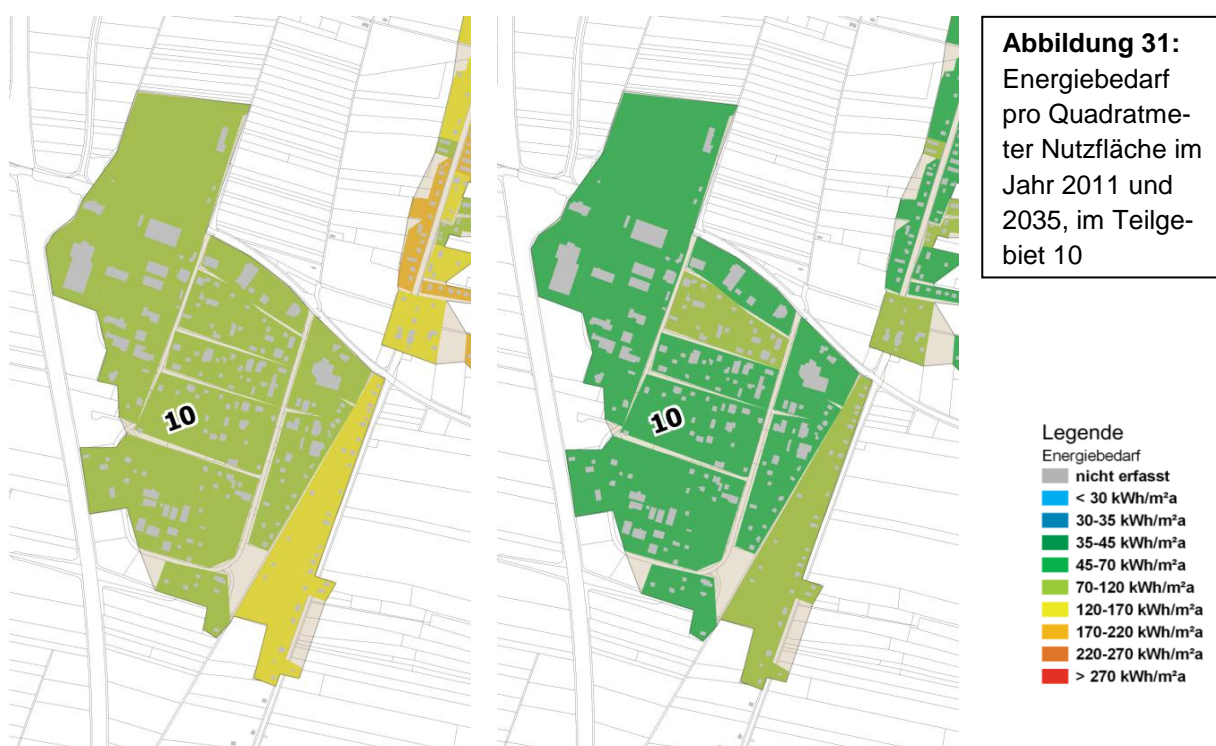 Abbildung 31:
Energiebedarf
pro Quadratme-
ter Nutzfläche im
Jahr 2011 und
2035, im Teilge-
biet 10
10
10
Legende
Energiebedarf
nicht erfasst
< 30 kWh/m²a
30-35 kWh/m²a
35-45 kWh/m²a
45-70 kWh/m²a
70-120 kWh/m²a
120-170 kWh/m²a
170-220 kWh/m²a
220-270 kWh/m²a
> 270 kWh/m²a